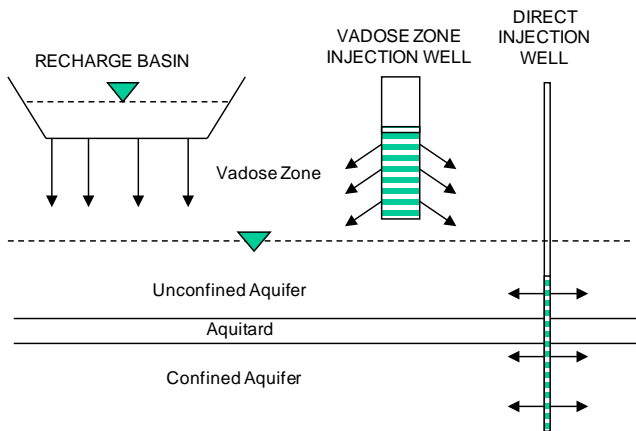 RECHARGE BASIN
VADOSE ZONE
INJECTION WELL
DIRECT
INJECTION
WELL
Vadose Zone
Unconfined Aquifer
Aquitard
Confined Aquifer